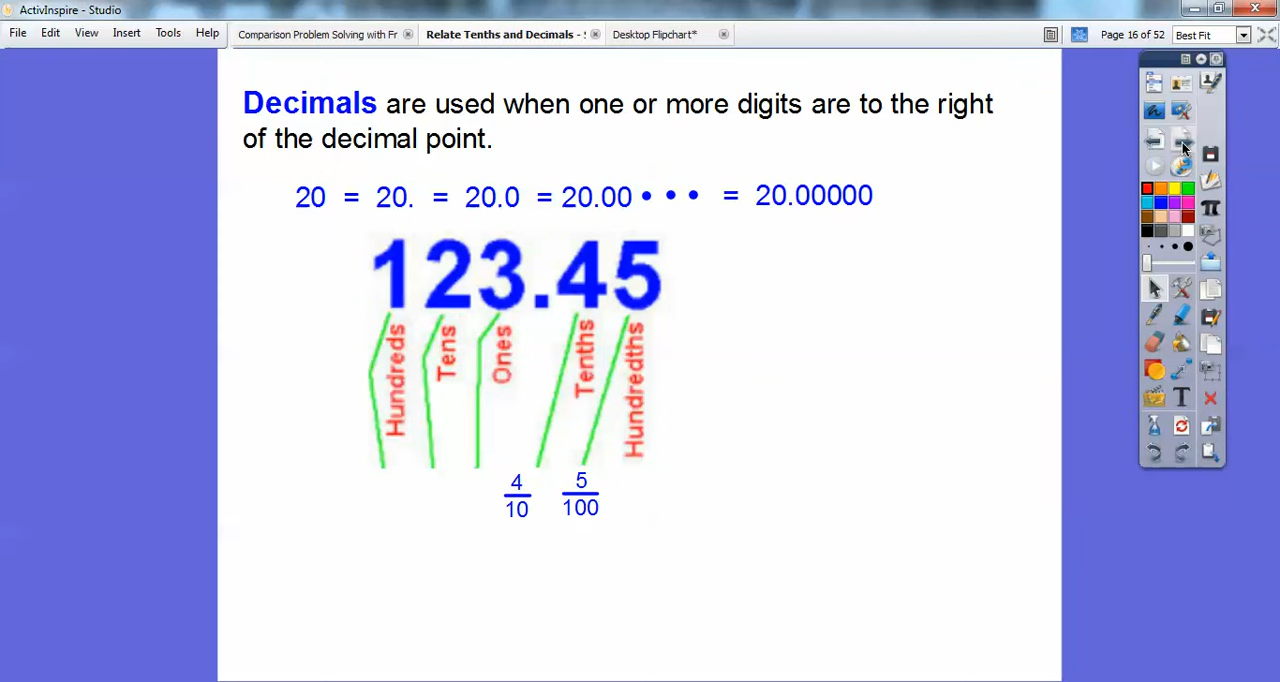 ActivInspire - Studio
File Edit View Insert Tools Help
Comparison Problem Solving with Fr
Relate Tenths and Decimals - S
Desktop Flipchart*
Page 16 of 52
Best Fit
Decimals are used when one or more digits are to the right
of the decimal point.
20 = 20. = 20.0 = 20.00 • • • = 20.00000
123.45
Hundreds
Tens
Ones
Tenths
Hundredths
4/10 5/100